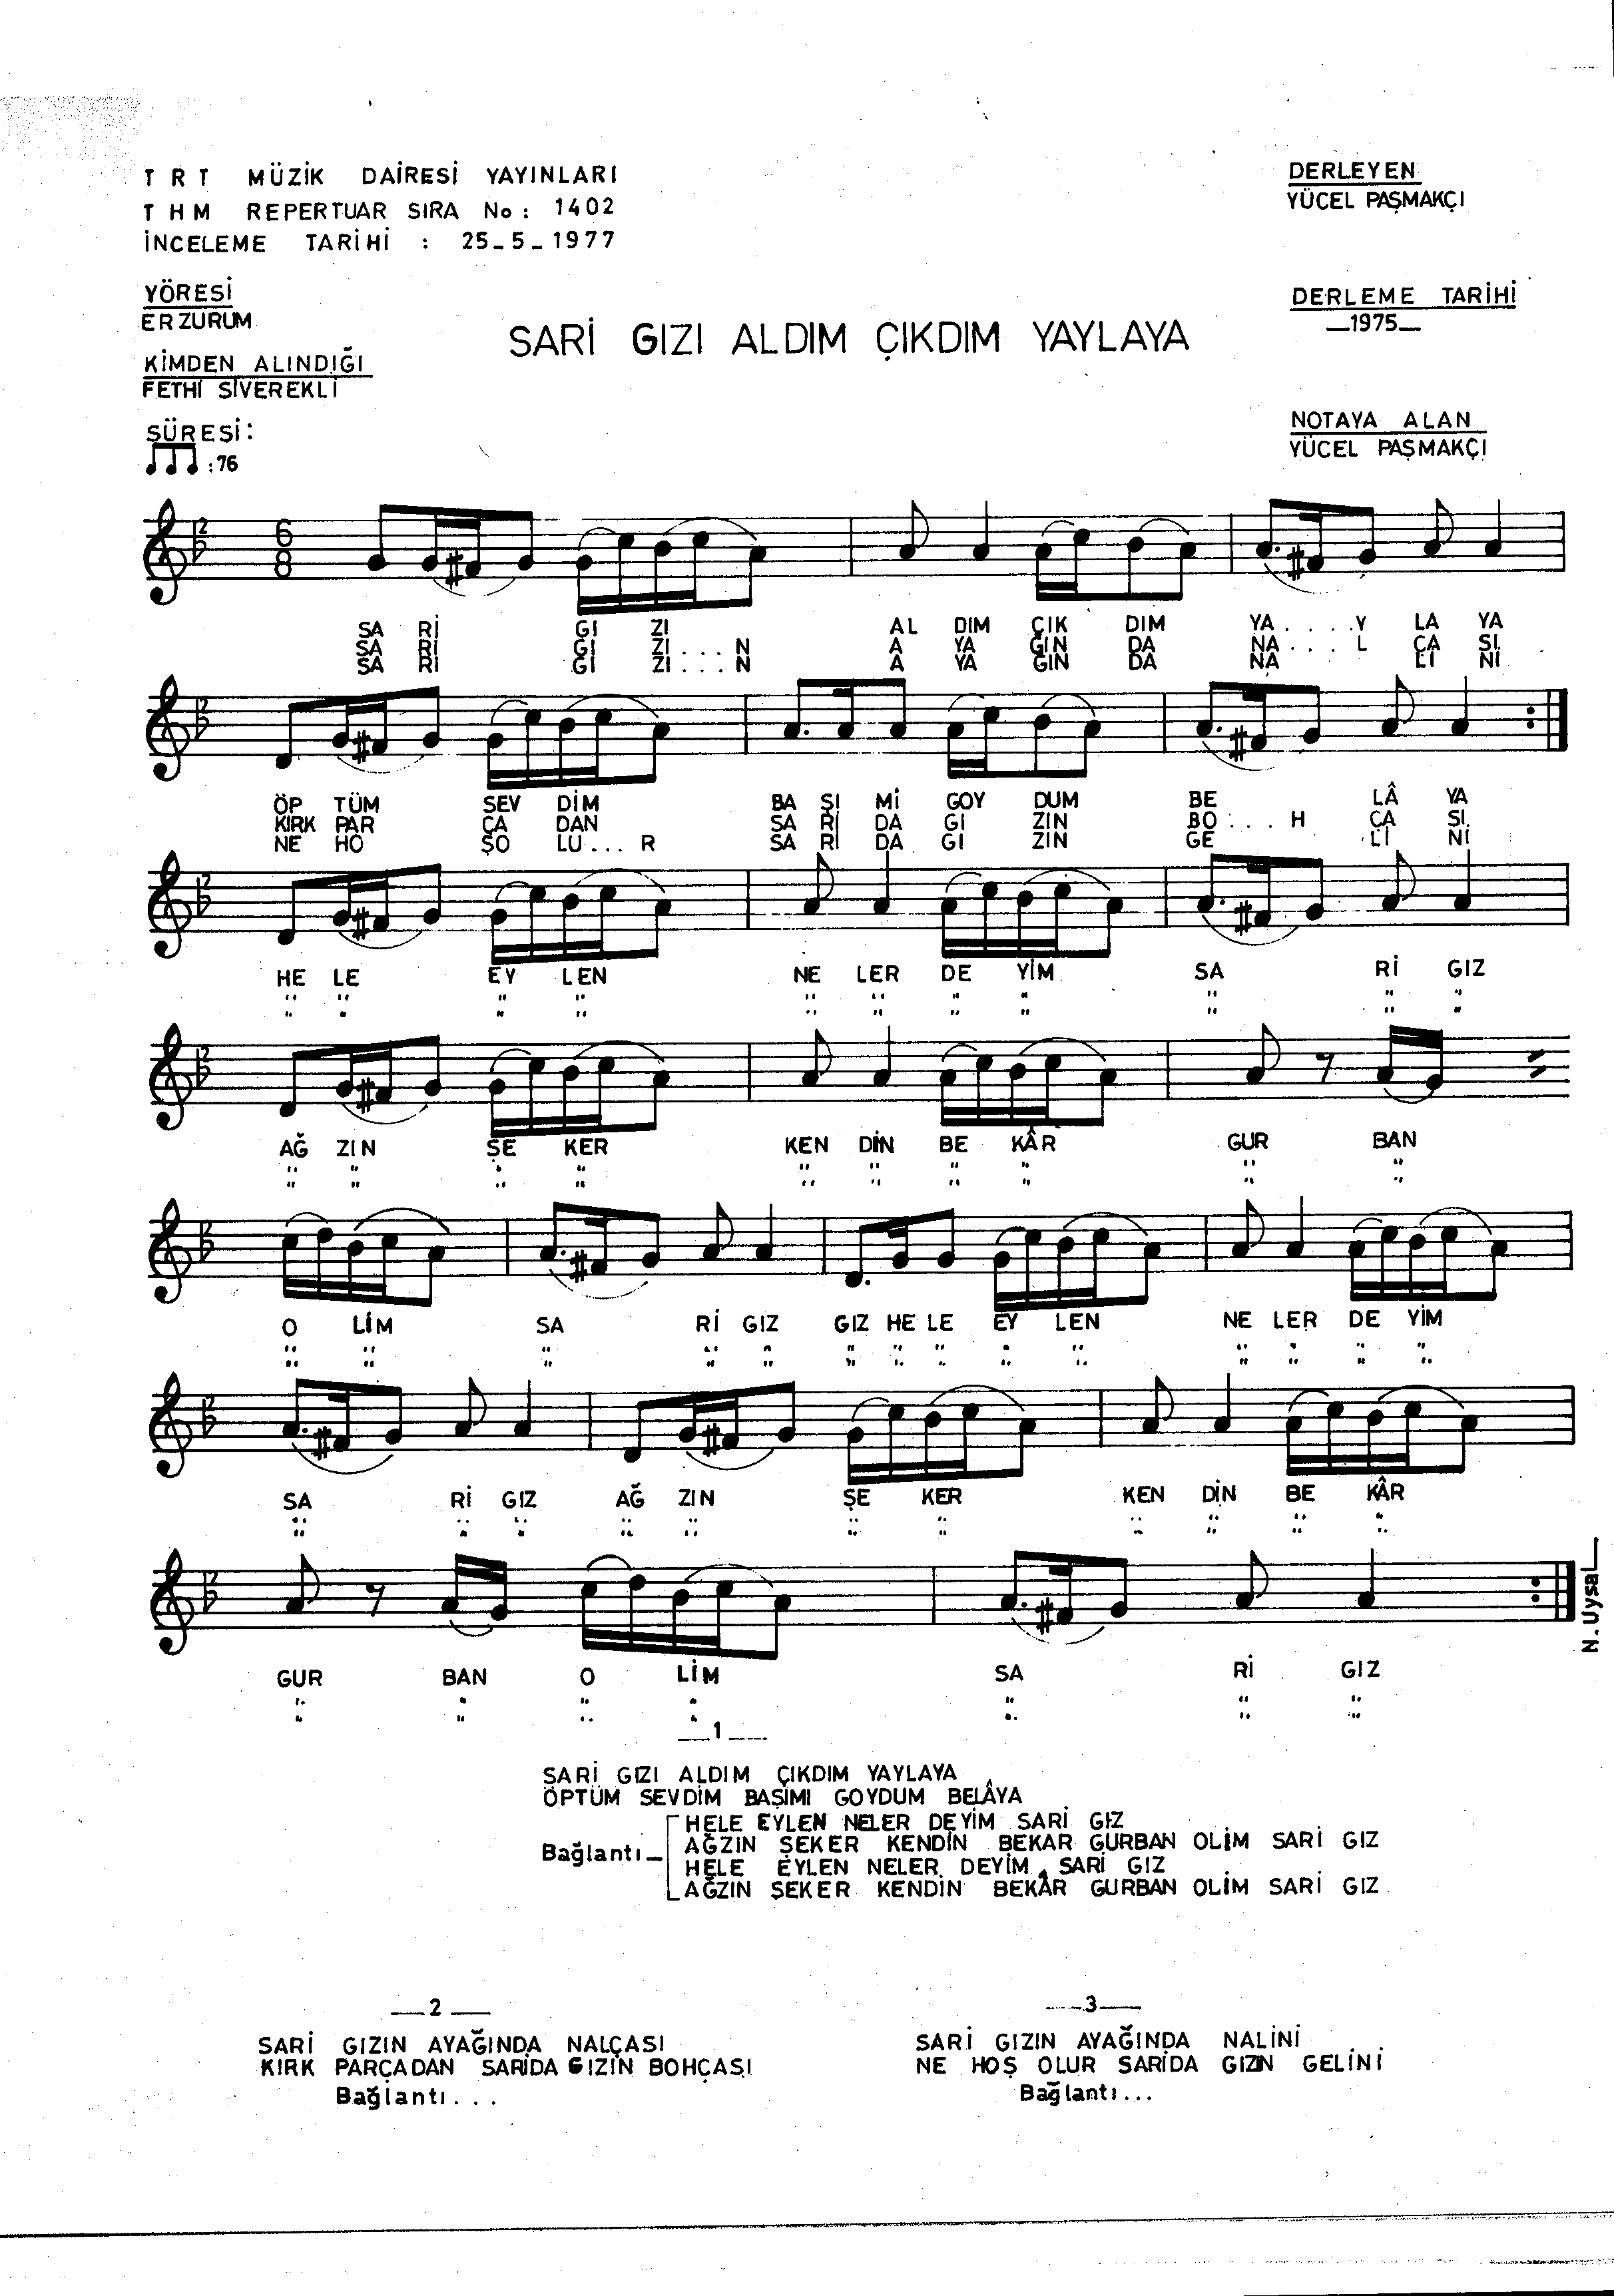 TRT MÜZİK DAİRESİ YAYINLARI
THM REPERTUAR SIRA No: 1402
İNCELEME TARİHİ : 25_5_1977
DERLEYEN
YÜCEL PAŞMAKÇI
YÖRESİ
ERZURUM
DERLEME TARİHİ
_1975_
SARİ GIZI ALDIM ÇIKDIM YAYLAYA
KİMDEN ALINDIĞI
FETHİ SİVEREKLİ
SÜRESİ:
:76
NOTAYA ALAN
YÜCEL PAŞMAKÇI
6
8
SA Rİ GI ZI AL DIM ÇIK DIM YA....Y LA YA
SA Rİ GI ZI...N A YA ĞIN DA NA...L ÇA SI
SA Rİ GI ZI...N A YA ĞIN DA NA Lİ Nİ
ÖP TÜM SEV DİM BA ŞI Mİ GOY DUM BE LÂ YA
KIRK PAR ÇA DAN SA Rİ DA GI ZIN BO...H ÇA SI
NE HO ŞO LU...R SA Rİ DA GI ZIN GE Lİ Nİ
HE LE EY LEN NE LER DE YİM SA Rİ GIZ
" " " " " " " " " " "
" " " " " " " " " " "
AĞ ZIN ŞE KER KEN DİN BE KÂR GUR BAN
" " " " " " " " " "
" " " " " " " " " "
O LİM SA Rİ GIZ GIZ HE LE EY LEN NE LER DE YİM
" " " " " " " " " " " " " "
" " " " " " " " " " " " " "
SA Rİ GIZ AĞ ZIN ŞE KER KEN DİN BE KÂR
" " " " " " " " " " "
" " " " " " " " " " "
GUR BAN O LİM SA Rİ GIZ
" " " " " " "
" " " " " " "
N.Uysal
_1_
SARİ GIZI ALDIM ÇIKDIM YAYLAYA
ÖPTÜM SEVDİM BAŞIMI GOYDUM BELÂYA
HELE EYLEN NELER DEYİM SARİ GIZ
Bağlantı_ AĞZIN ŞEKER KENDİN BEKAR GURBAN OLİM SARİ GIZ
HELE EYLEN NELER DEYİM SARİ GIZ
AĞZIN ŞEKER KENDİN BEKÂR GURBAN OLİM SARİ GIZ
_2_
SARİ GIZIN AYAĞINDA NALÇASI
KIRK PARÇADAN SARİDA GIZIN BOHÇASI
Bağlantı...
_3_
SARİ GIZIN AYAĞINDA NALİNİ
NE HOŞ OLUR SARİDA GIZIN GELİNİ
Bağlantı...